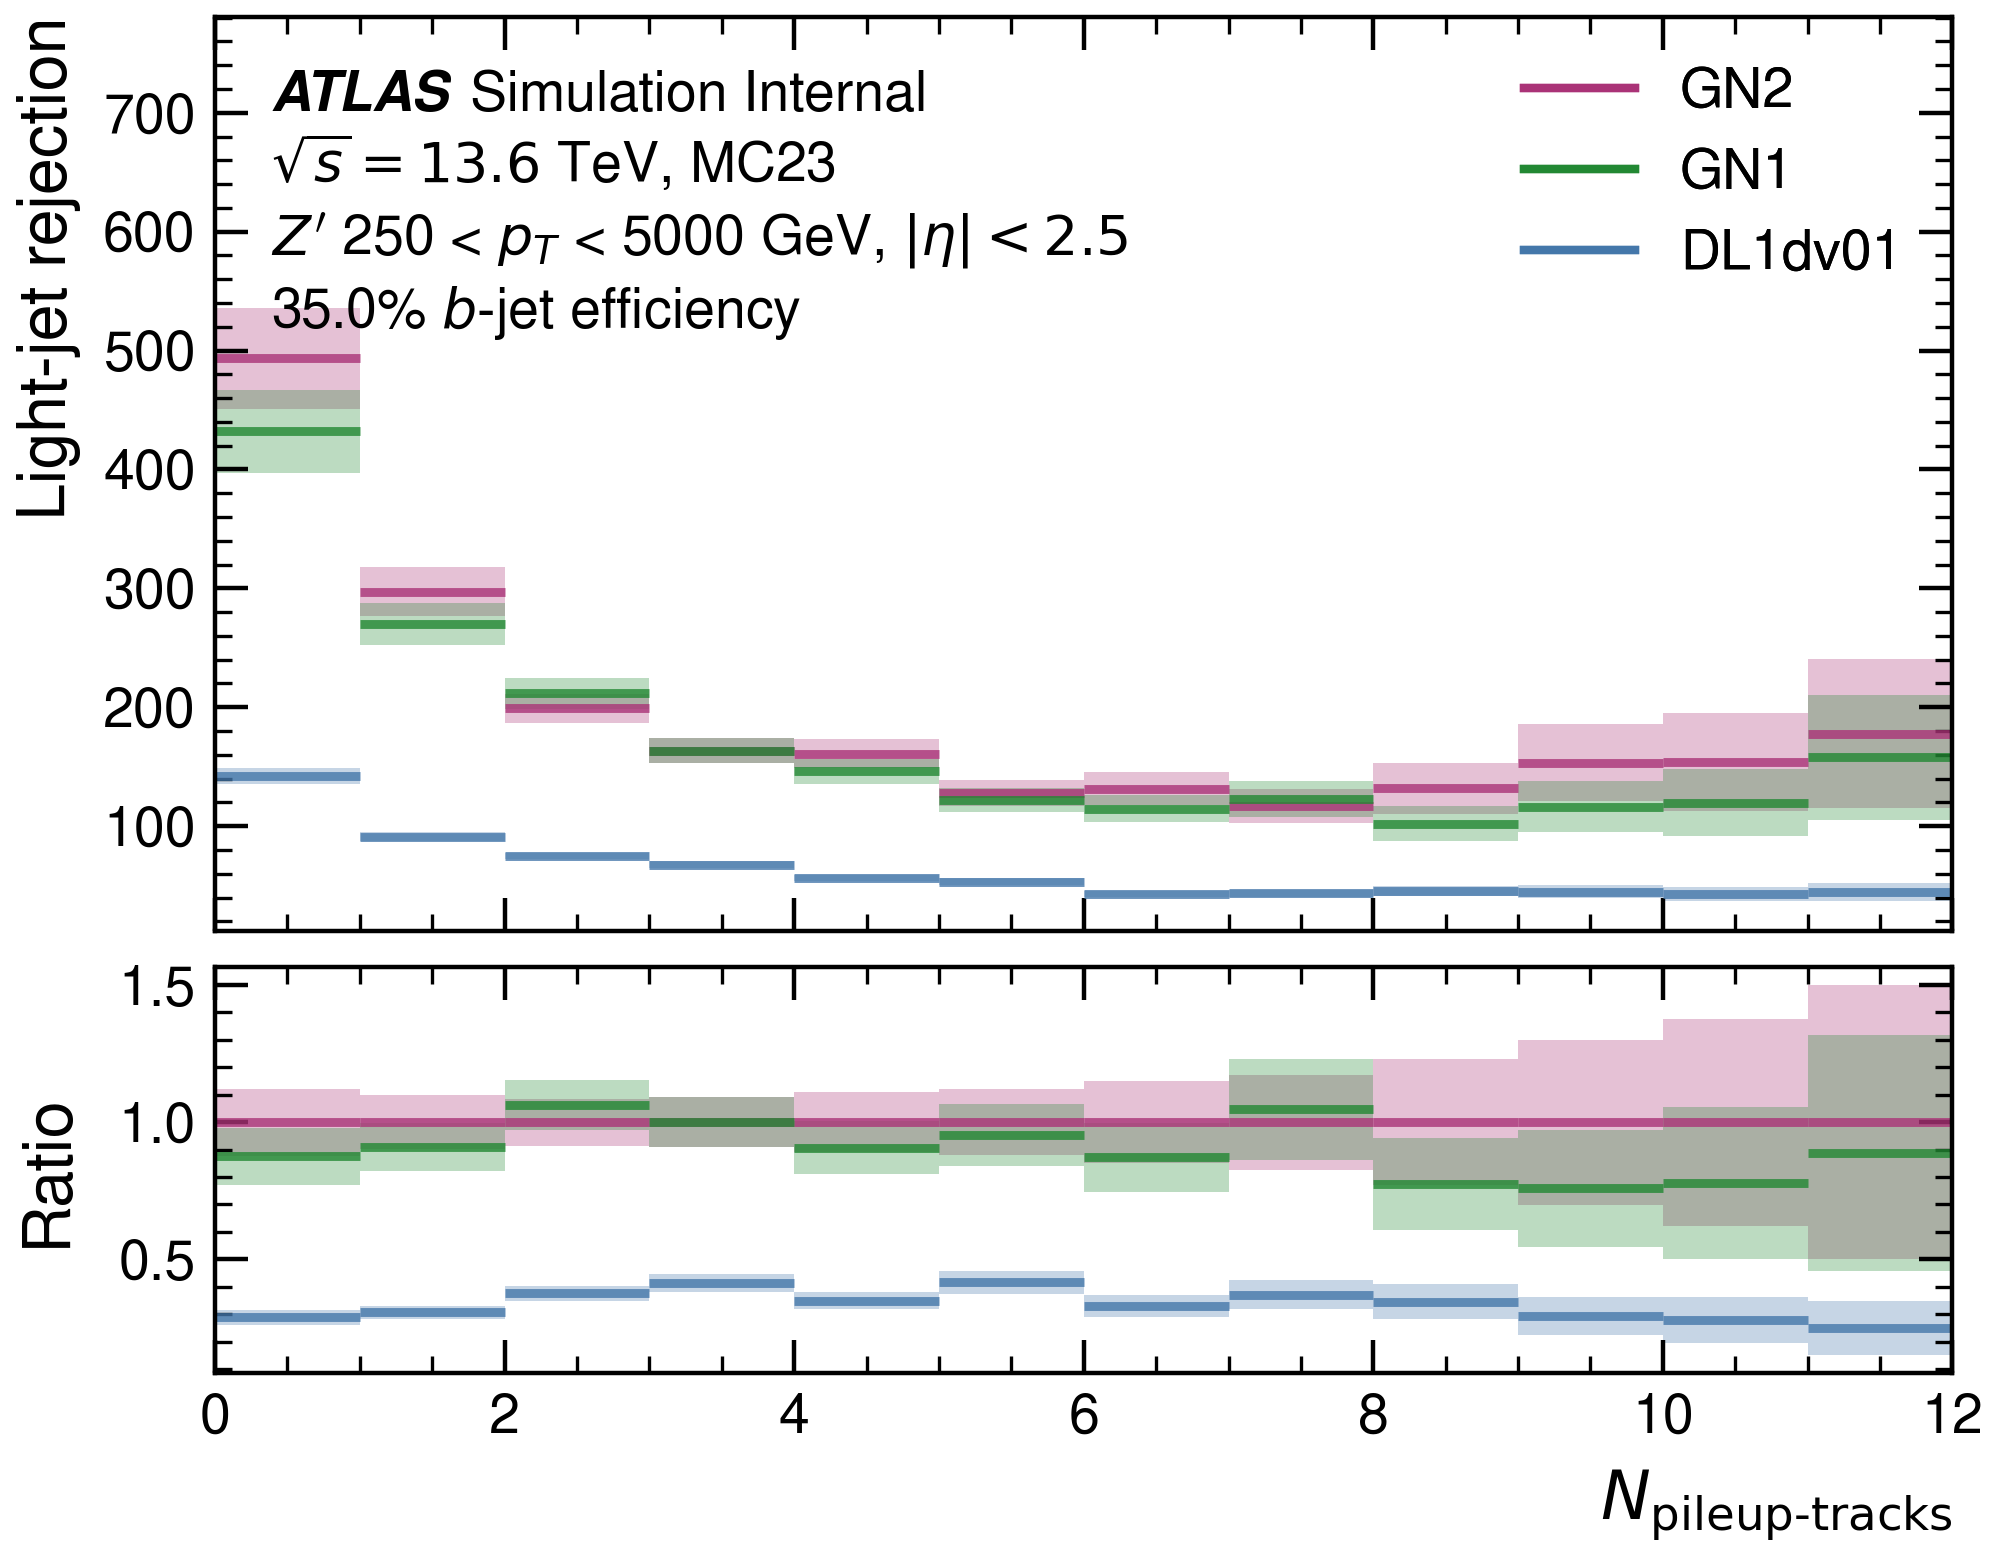 Light-jet rejection
700
600
500
400
300
200
100
ATLAS Simulation Internal
√s = 13.6 TeV, MC23
Z′ 250 < p_T < 5000 GeV, |η| < 2.5
35.0% b-jet efficiency
GN2
GN1
DL1dv01
Ratio
1.5
1.0
0.5
0 2 4 6 8 10 12
N_pileup-tracks